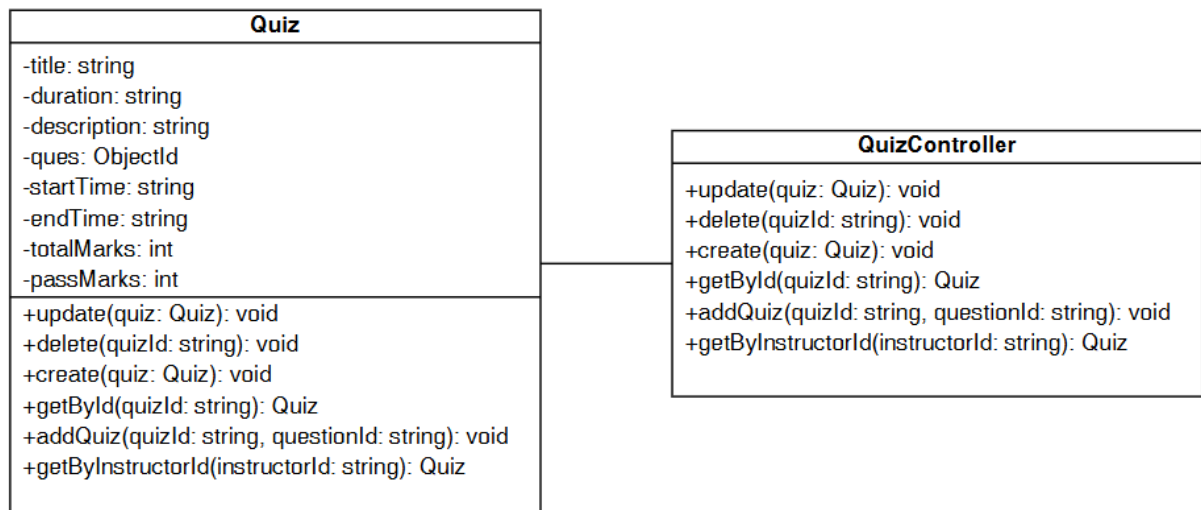 Quiz
-title: string
-duration: string
-description: string
-ques: ObjectId
-startTime: string
-endTime: string
-totalMarks: int
-passMarks: int
+update(quiz: Quiz): void
+delete(quizId: string): void
+create(quiz: Quiz): void
+getById(quizId: string): Quiz
+addQuiz(quizId: string, questionId: string): void
+getByInstructorId(instructorId: string): Quiz
QuizController
+update(quiz: Quiz): void
+delete(quizId: string): void
+create(quiz: Quiz): void
+getById(quizId: string): Quiz
+addQuiz(quizId: string, questionId: string): void
+getByInstructorId(instructorId: string): Quiz